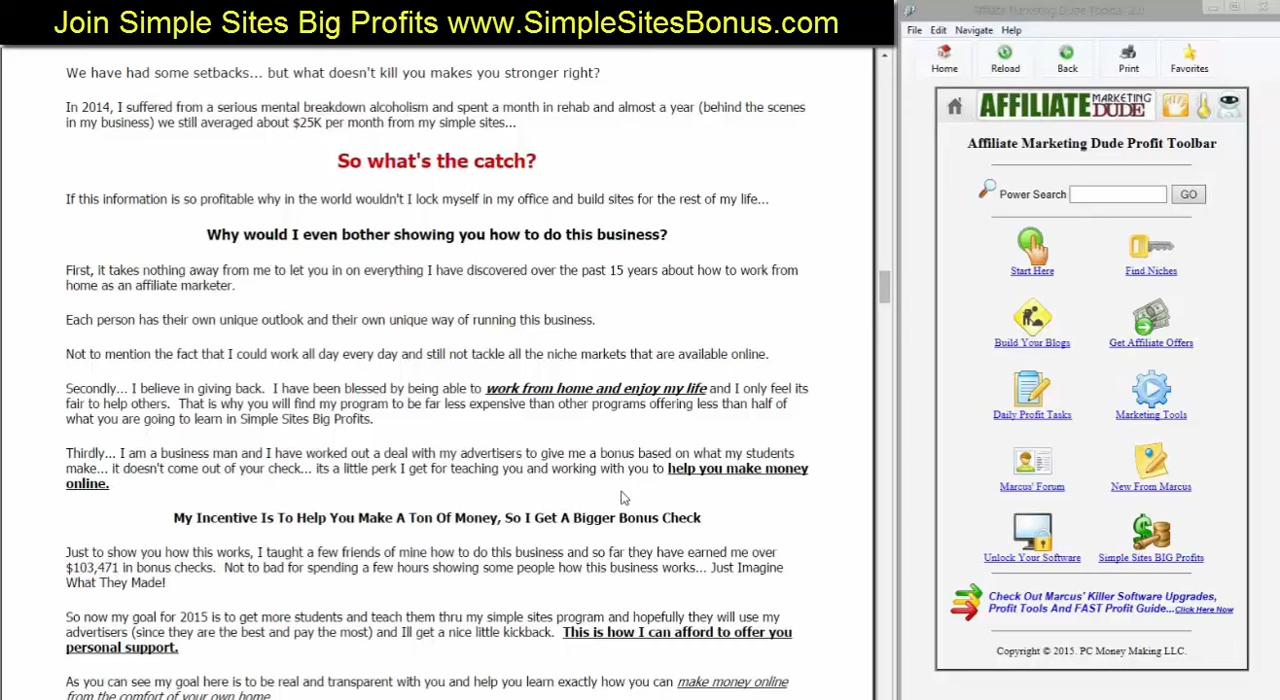 Join Simple Sites Big Profits www.SimpleSitesBonus.com
We have had some setbacks... but what doesn't kill you makes you stronger right?
In 2014, I suffered from a serious mental breakdown alcoholism and spent a month in rehab and almost a year (behind the scenes
in my business) we still averaged about $25K per month from my simple sites...
So what's the catch?
If this information is so profitable why in the world wouldn't I lock myself in my office and build sites for the rest of my life...
Why would I even bother showing you how to do this business?
First, it takes nothing away from me to let you in on everything I have discovered over the past 15 years about how to work from
home as an affiliate marketer.
Each person has their own unique outlook and their own unique way of running this business.
Not to mention the fact that I could work all day every day and still not tackle all the niche markets that are available online.
Secondly... I believe in giving back. I have been blessed by being able to work from home and enjoy my life and I only feel its
fair to help others. That is why you will find my program to be far less expensive than other programs offering less than half of
what you are going to learn in Simple Sites Big Profits.
Thirdly... I am a business man and I have worked out a deal with my advertisers to give me a bonus based on what my students
make... it doesn't come out of your check... its a little perk I get for teaching you and working with you to help you make money
online.
My Incentive Is To Help You Make A Ton Of Money, So I Get A Bigger Bonus Check
Just to show you how this works, I taught a few friends of mine how to do this business and so far they have earned me over
$103,471 in bonus checks. Not to bad for spending a few hours showing some people how this business works... Just Imagine
What They Made!
So now my goal for 2015 is to get more students and teach them thru my simple sites program and hopefully they will use my
advertisers (since they are the best and pay the most) and Ill get a nice little kickback. This is how I can afford to offer you
personal support.
As you can see my goal here is to be real and transparent with you and help you learn exactly how you can make money online
from the comfort of your own home
Affiliate Marketing Dude Toolbar 2.0
File Edit Navigate Help
Home Reload Back Print Favorites
AFFILIATE MARKETING DUDE
Affiliate Marketing Dude Profit Toolbar
Power Search GO
Start Here Find Niches
Build Your Blogs Get Affiliate Offers
Daily Profit Tasks Marketing Tools
Marcus' Forum New From Marcus
Unlock Your Software Simple Sites BIG Profits
Check Out Marcus' Killer Software Upgrades,
Profit Tools And FAST Profit Guide...Click Here Now
Copyright © 2015. PC Money Making LLC.